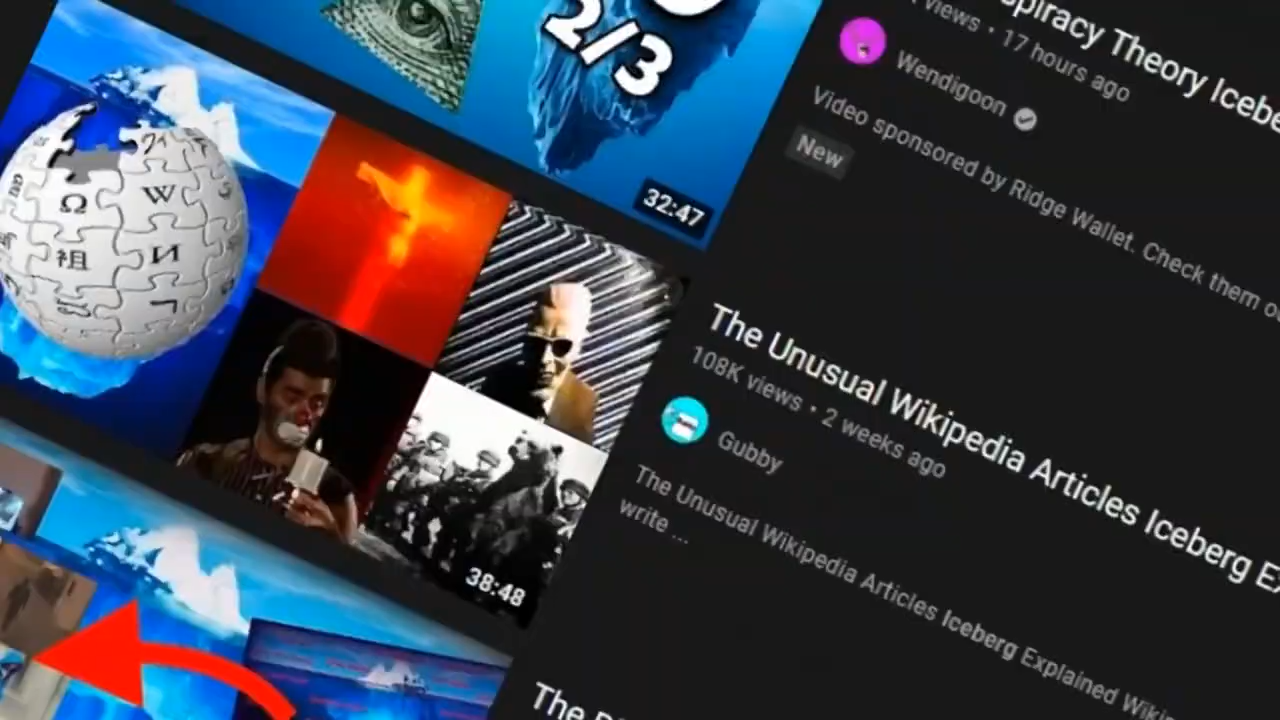 2/3
32:47
spiracy Theory Icebe
views • 17 hours ago
Wendigoon
Video sponsored by Ridge Wallet. Check them o
New
Ω W
祖 И
38:48
The Unusual Wikipedia Articles Iceberg E
108K views • 2 weeks ago
Gubby
The Unusual Wikipedia Articles Iceberg Explained Wiki
write ...
The